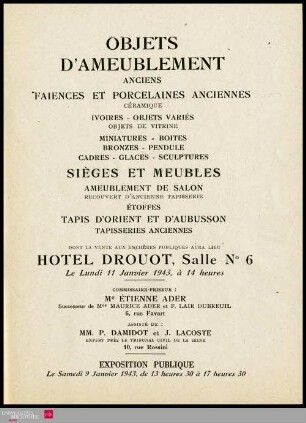 OBJETS
D'AMEUBLEMENT
ANCIENS
FAIENCES ET PORCELAINES ANCIENNES
CÉRAMIQUE
IVOIRES - OBJETS VARIÉS
OBJETS DE VITRINE
MINIATURES - BOITES
BRONZES - PENDULE
CADRES - GLACES - SCULPTURES
SIÈGES ET MEUBLES
AMEUBLEMENT DE SALON
RECOUVERT D'ANCIENNE TAPISSERIE
ÉTOFFES
TAPIS D'ORIENT ET D'AUBUSSON
TAPISSERIES ANCIENNES
DONT LA VENTE AUX ENCHÈRES PUBLIQUES AURA LIEU
HOTEL DROUOT, Salle No 6
Le Lundi 11 Janvier 1943, à 14 heures
COMMISSAIRE-PRISEUR :
Me ÉTIENNE ADER
Successeur de Mes MAURICE ADER et P. LAIR DUBREUIL
6, rue Favart
ASSISTÉ DE :
MM. P. DAMIDOT et J. LACOSTE
EXPERT PRÈS LE TRIBUNAL CIVIL DE LA SEINE
10, rue Rossini
EXPOSITION PUBLIQUE
Le Samedi 9 Janvier 1943, de 13 heures 30 à 17 heures 30